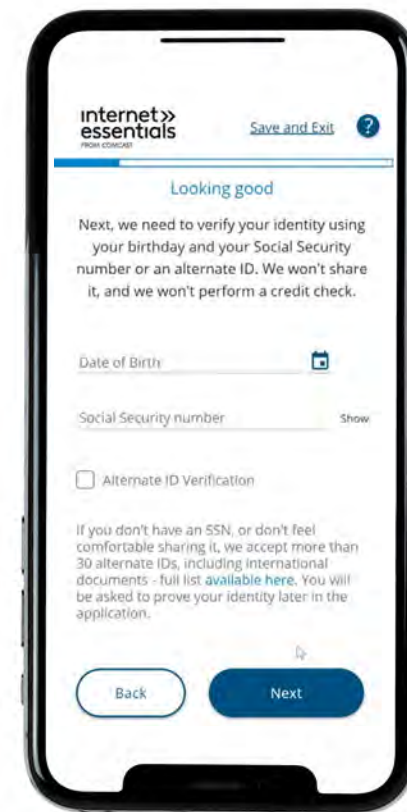 internet»
essentials
FROM COMCAST
Save and Exit
?
Looking good
Next, we need to verify your identity using
your birthday and your Social Security
number or an alternate ID. We won't share
it, and we won't perform a credit check.
Date of Birth
Social Security number
Show
Alternate ID Verification
If you don't have an SSN, or don't feel
comfortable sharing it, we accept more than
30 alternate IDs, including international
documents - full list available here. You will
be asked to prove your identity later in the
application.
Back
Next